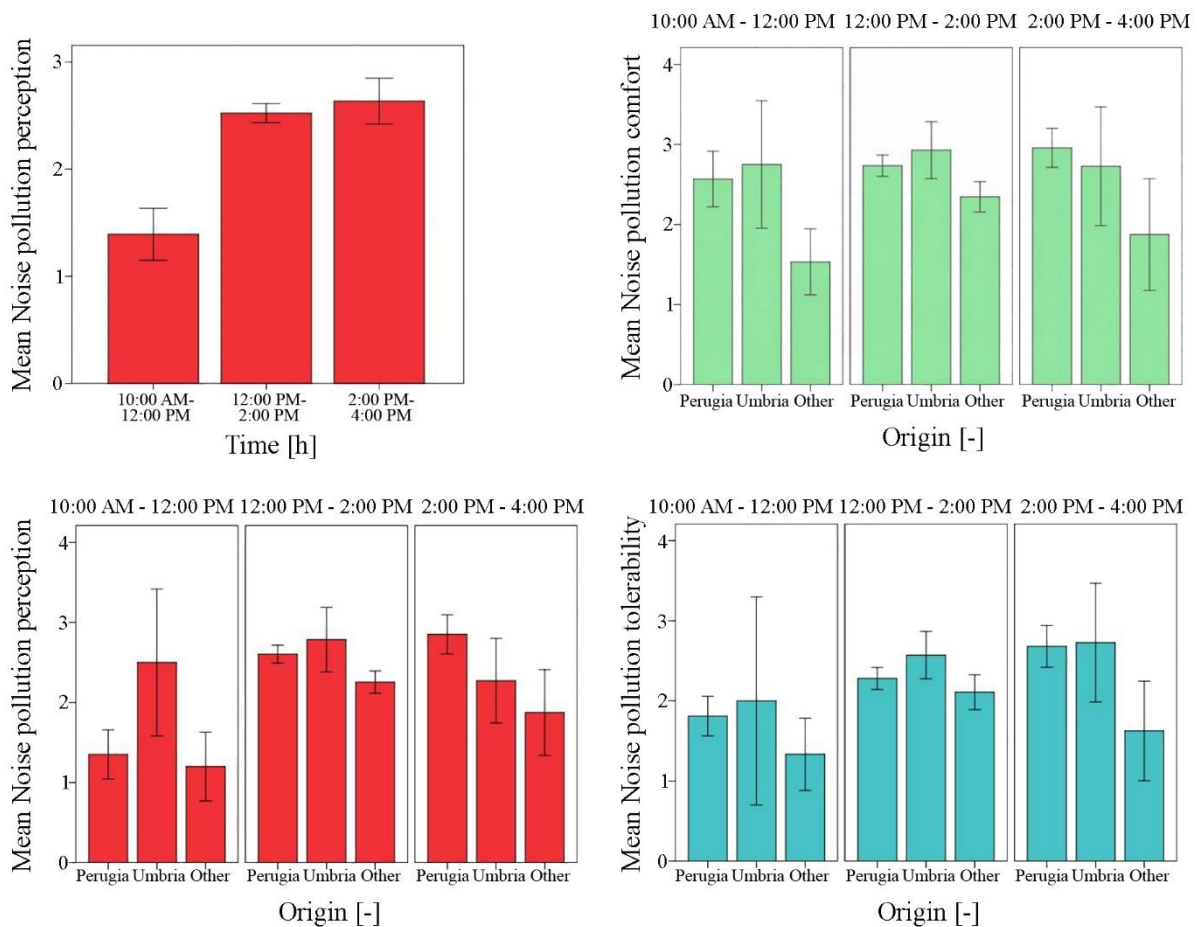 Mean Noise pollution perception
3
2
1
0
10:00 AM-
12:00 PM
12:00 PM-
2:00 PM
2:00 PM-
4:00 PM
Time [h]
10:00 AM - 12:00 PM 12:00 PM - 2:00 PM 2:00 PM - 4:00 PM
Mean Noise pollution comfort
4
3
2
1
0
Perugia Umbria Other Perugia Umbria Other Perugia Umbria Other
Origin [-]
10:00 AM - 12:00 PM 12:00 PM - 2:00 PM 2:00 PM - 4:00 PM
Mean Noise pollution perception
4
3
2
1
0
Perugia Umbria Other Perugia Umbria Other Perugia Umbria Other
Origin [-]
10:00 AM - 12:00 PM 12:00 PM - 2:00 PM 2:00 PM - 4:00 PM
Mean Noise pollution tolerability
4
3
2
1
0
Perugia Umbria Other Perugia Umbria Other Perugia Umbria Other
Origin [-]